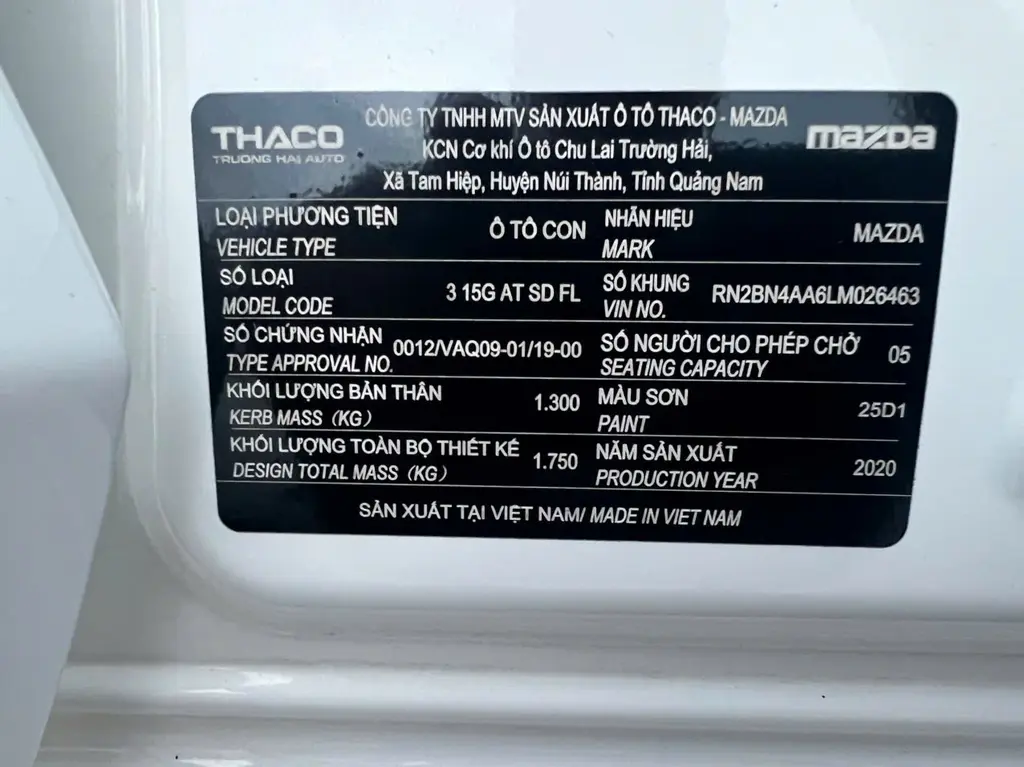 THACO
TRUONG HAI AUTO
CÔNG TY TNHH MTV SẢN XUẤT Ô TÔ THACO - MAZDA
KCN Cơ khí Ô tô Chu Lai Trường Hải,
Xã Tam Hiệp, Huyện Núi Thành, Tỉnh Quảng Nam
mazda
LOẠI PHƯƠNG TIỆN
VEHICLE TYPE
Ô TÔ CON
NHÃN HIỆU
MARK
MAZDA
SỐ LOẠI
MODEL CODE
3 15G AT SD FL
SỐ KHUNG
VIN NO.
RN2BN4AA6LM026463
SỐ CHỨNG NHẬN
TYPE APPROVAL NO.
0012/VAQ09-01/19-00
SỐ NGƯỜI CHO PHÉP CHỞ
SEATING CAPACITY
05
KHỐI LƯỢNG BẢN THÂN
KERB MASS (KG)
1.300
MÀU SƠN
PAINT
25D1
KHỐI LƯỢNG TOÀN BỘ THIẾT KẾ
DESIGN TOTAL MASS (KG)
1.750
NĂM SẢN XUẤT
PRODUCTION YEAR
2020
SẢN XUẤT TẠI VIỆT NAM/ MADE IN VIET NAM